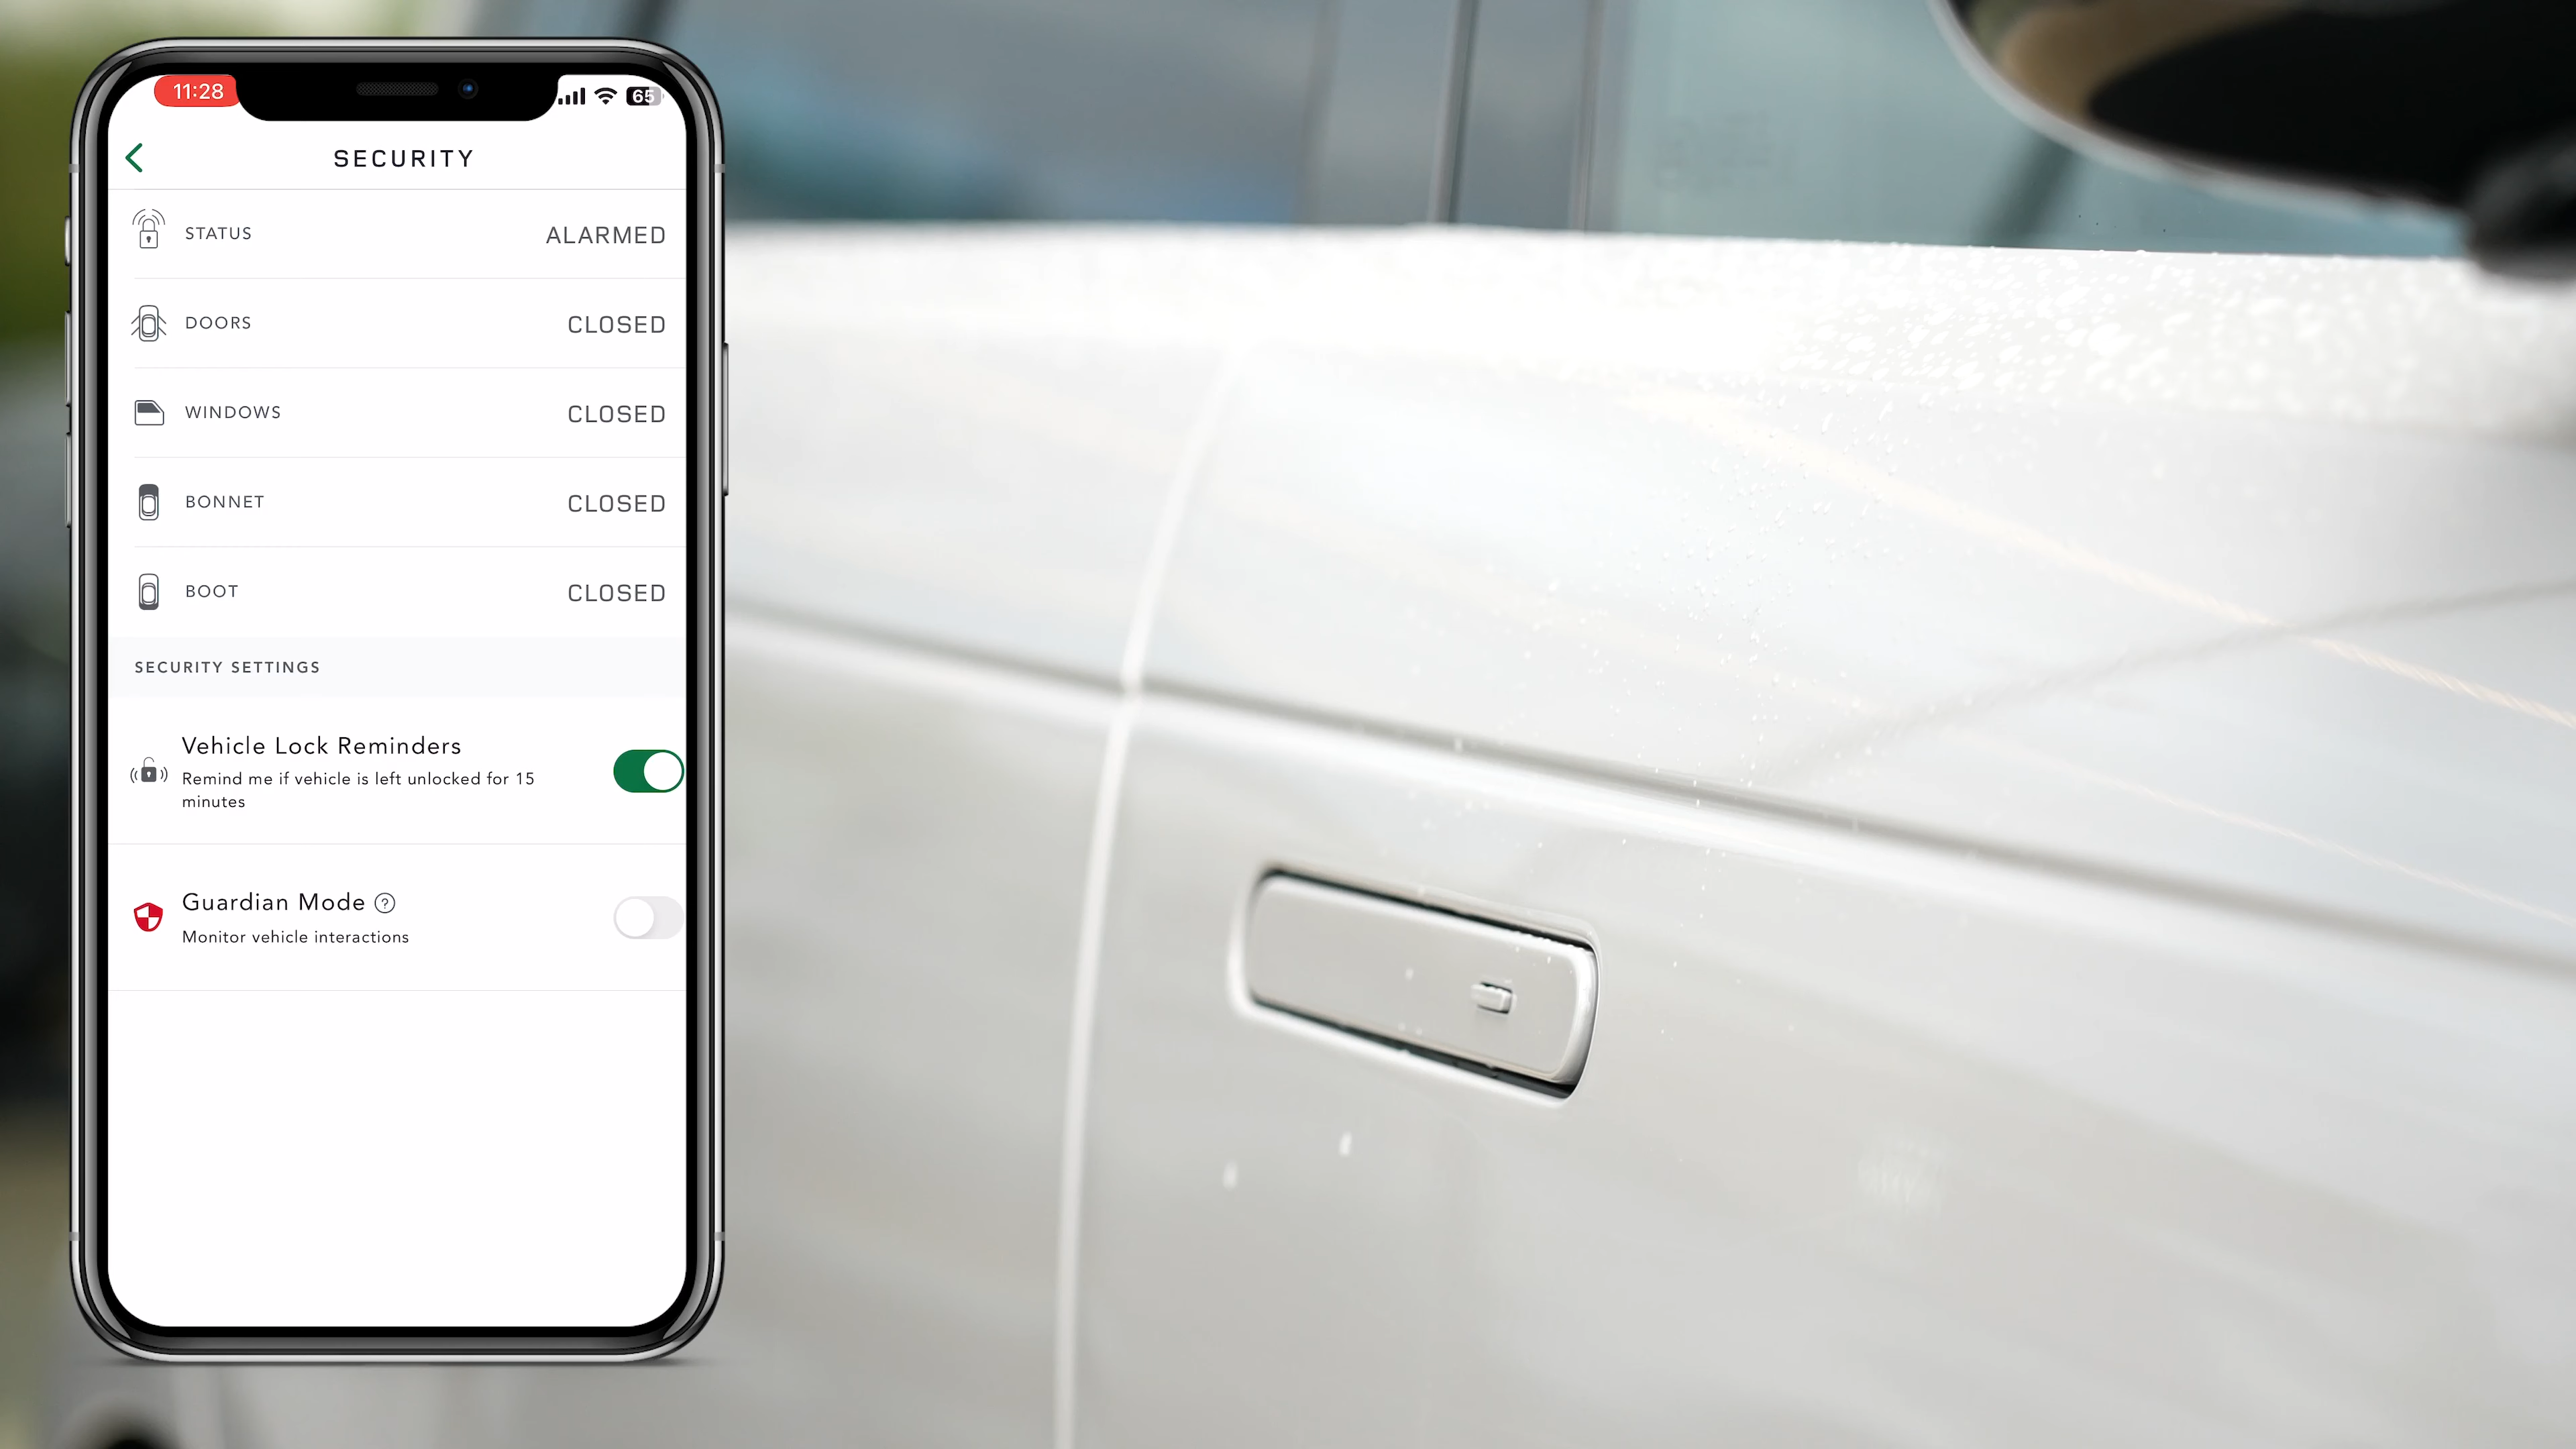 11:28
65
SECURITY
STATUS
ALARMED
DOORS
CLOSED
WINDOWS
CLOSED
BONNET
CLOSED
BOOT
CLOSED
SECURITY SETTINGS
Vehicle Lock Reminders
Remind me if vehicle is left unlocked for 15
minutes
Guardian Mode ?
Monitor vehicle interactions